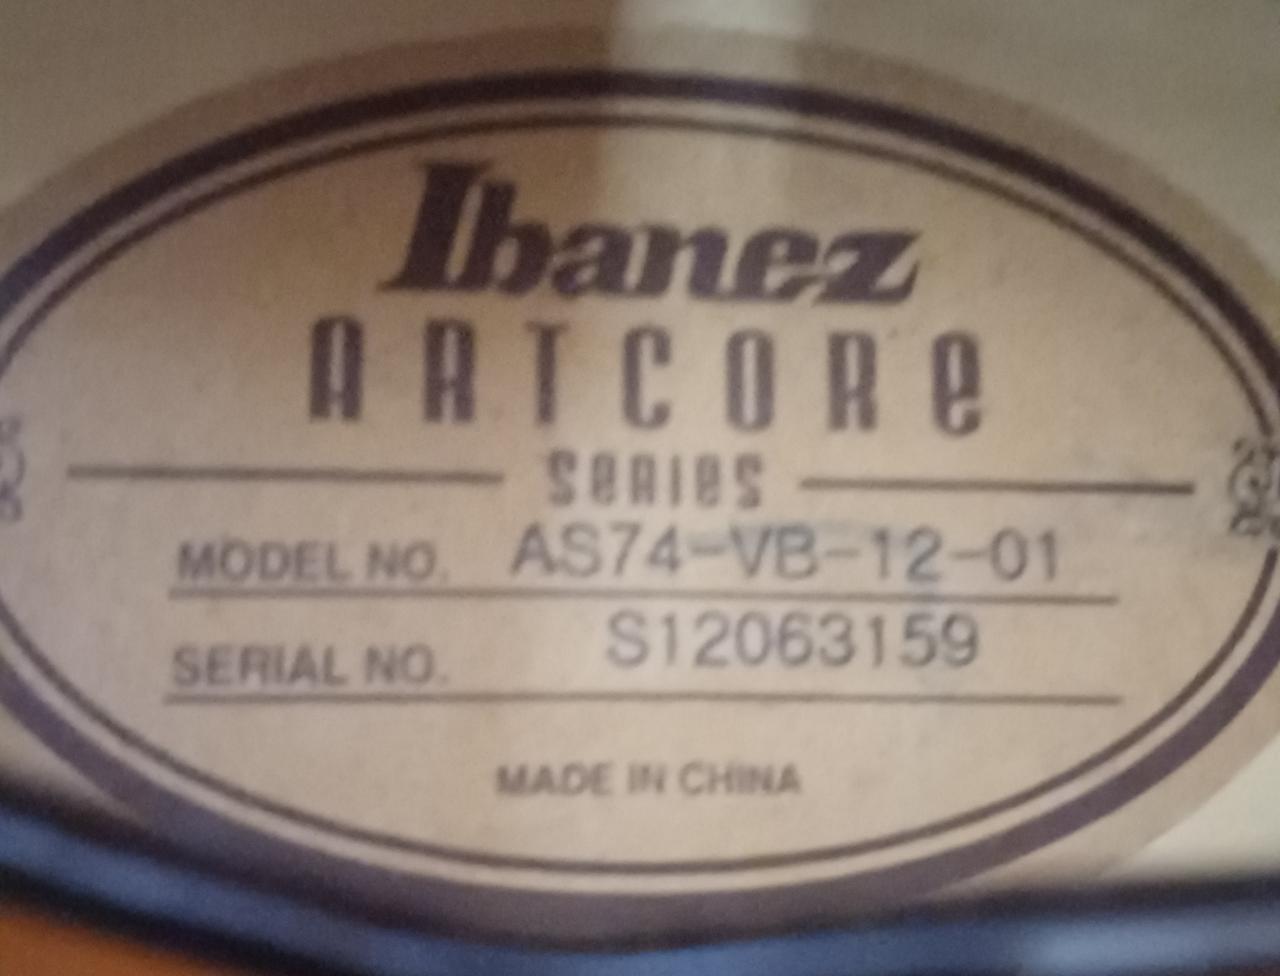 Ibanez
ARTCORE
SERIES
MODEL NO. AS74-VB-12-01
SERIAL NO. S12063159
MADE IN CHINA